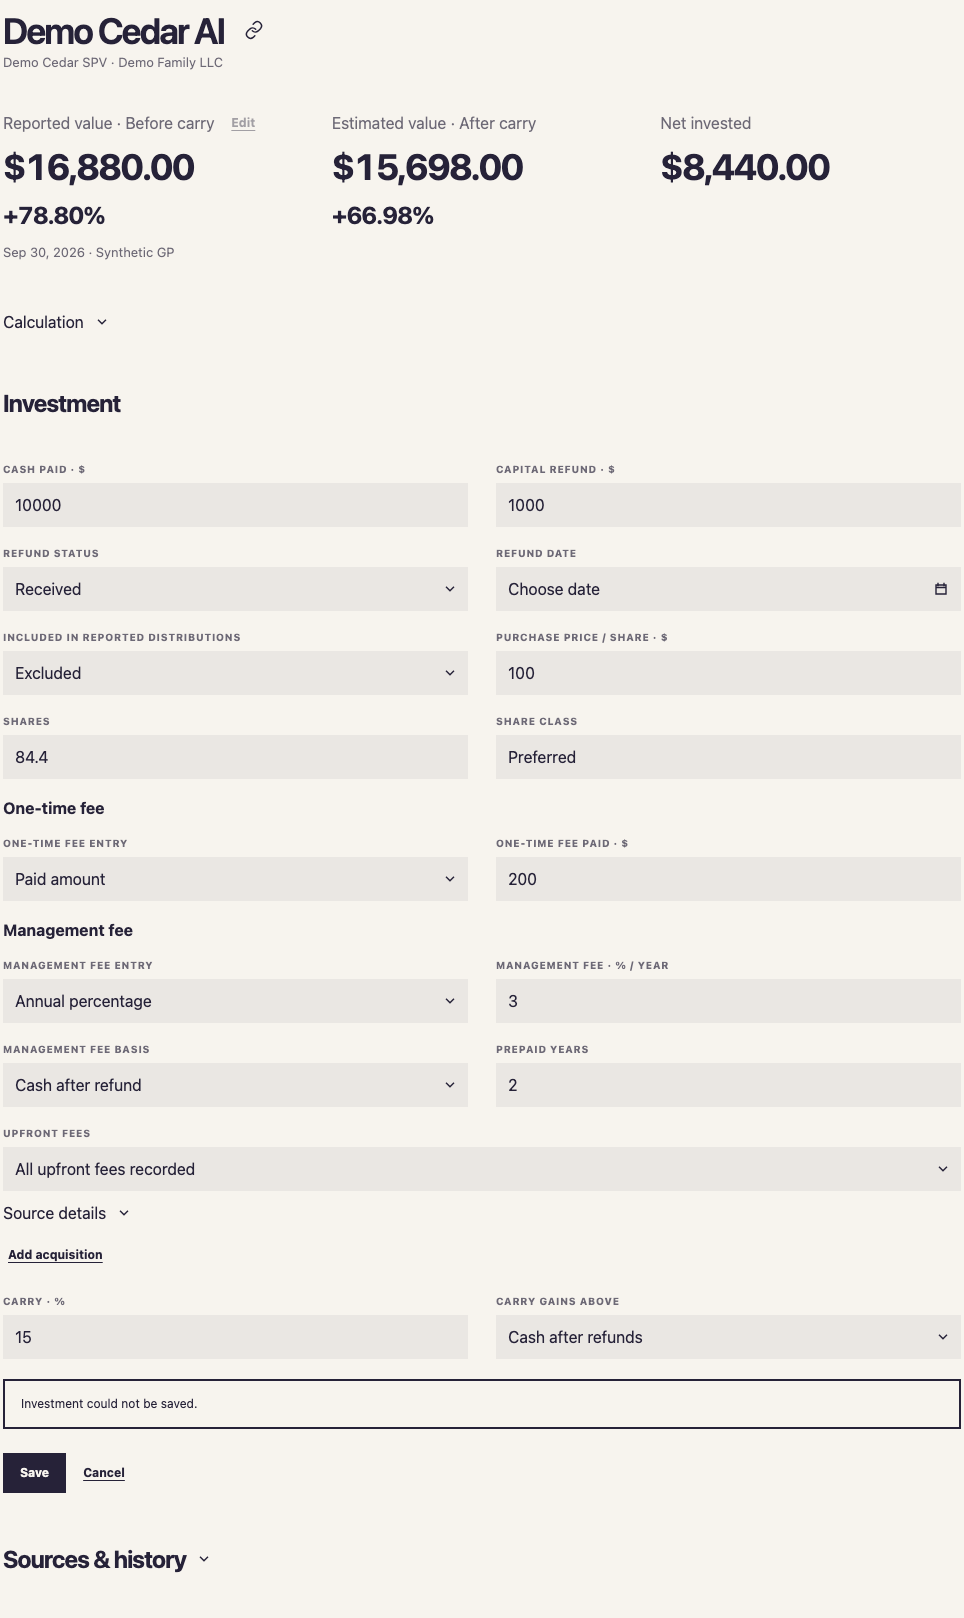 Demo Cedar AI
Demo Cedar SPV · Demo Family LLC
Reported value · Before carry Edit
$16,880.00
+78.80%
Sep 30, 2026 · Synthetic GP
Estimated value · After carry
$15,698.00
+66.98%
Net invested
$8,440.00
Calculation
Investment
CASH PAID · $
10000
CAPITAL REFUND · $
1000
REFUND STATUS
Received
REFUND DATE
Choose date
INCLUDED IN REPORTED DISTRIBUTIONS
Excluded
PURCHASE PRICE / SHARE · $
100
SHARES
84.4
SHARE CLASS
Preferred
One-time fee
ONE-TIME FEE ENTRY
Paid amount
ONE-TIME FEE PAID · $
200
Management fee
MANAGEMENT FEE ENTRY
Annual percentage
MANAGEMENT FEE · % / YEAR
3
MANAGEMENT FEE BASIS
Cash after refund
PREPAID YEARS
2
UPFRONT FEES
All upfront fees recorded
Source details
Add acquisition
CARRY · %
15
CARRY GAINS ABOVE
Cash after refunds
Investment could not be saved.
Save
Cancel
Sources & history